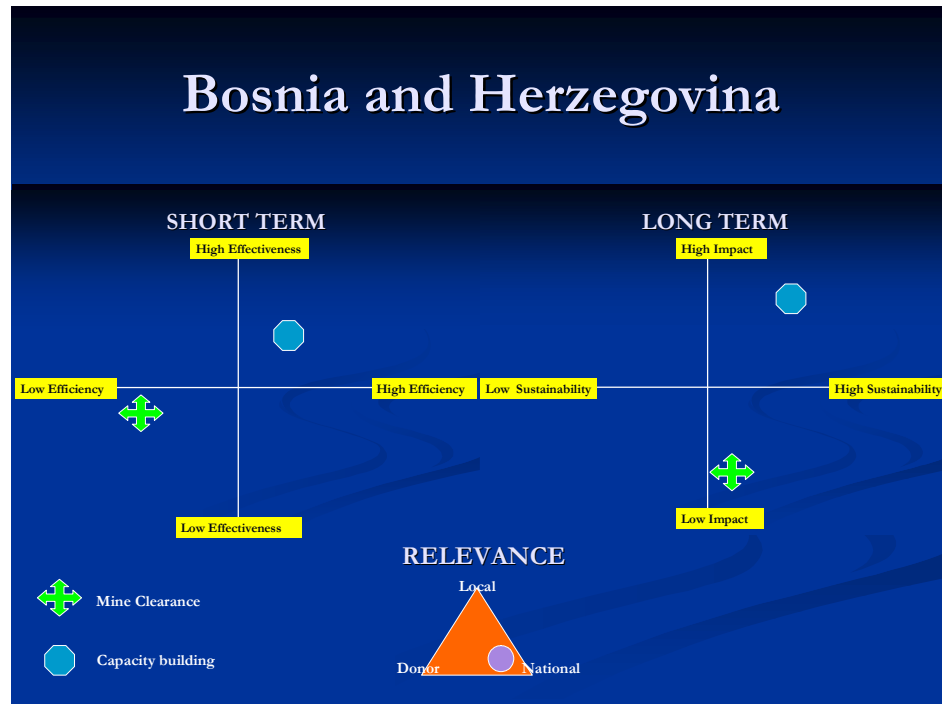 Bosnia and Herzegovina
SHORT TERM
High Effectiveness
Low Efficiency
High Efficiency
Low Effectiveness
LONG TERM
High Impact
Low  Sustainability
High Sustainability
Low Impact
RELEVANCE
Local
Donor
National
Mine Clearance
Capacity building